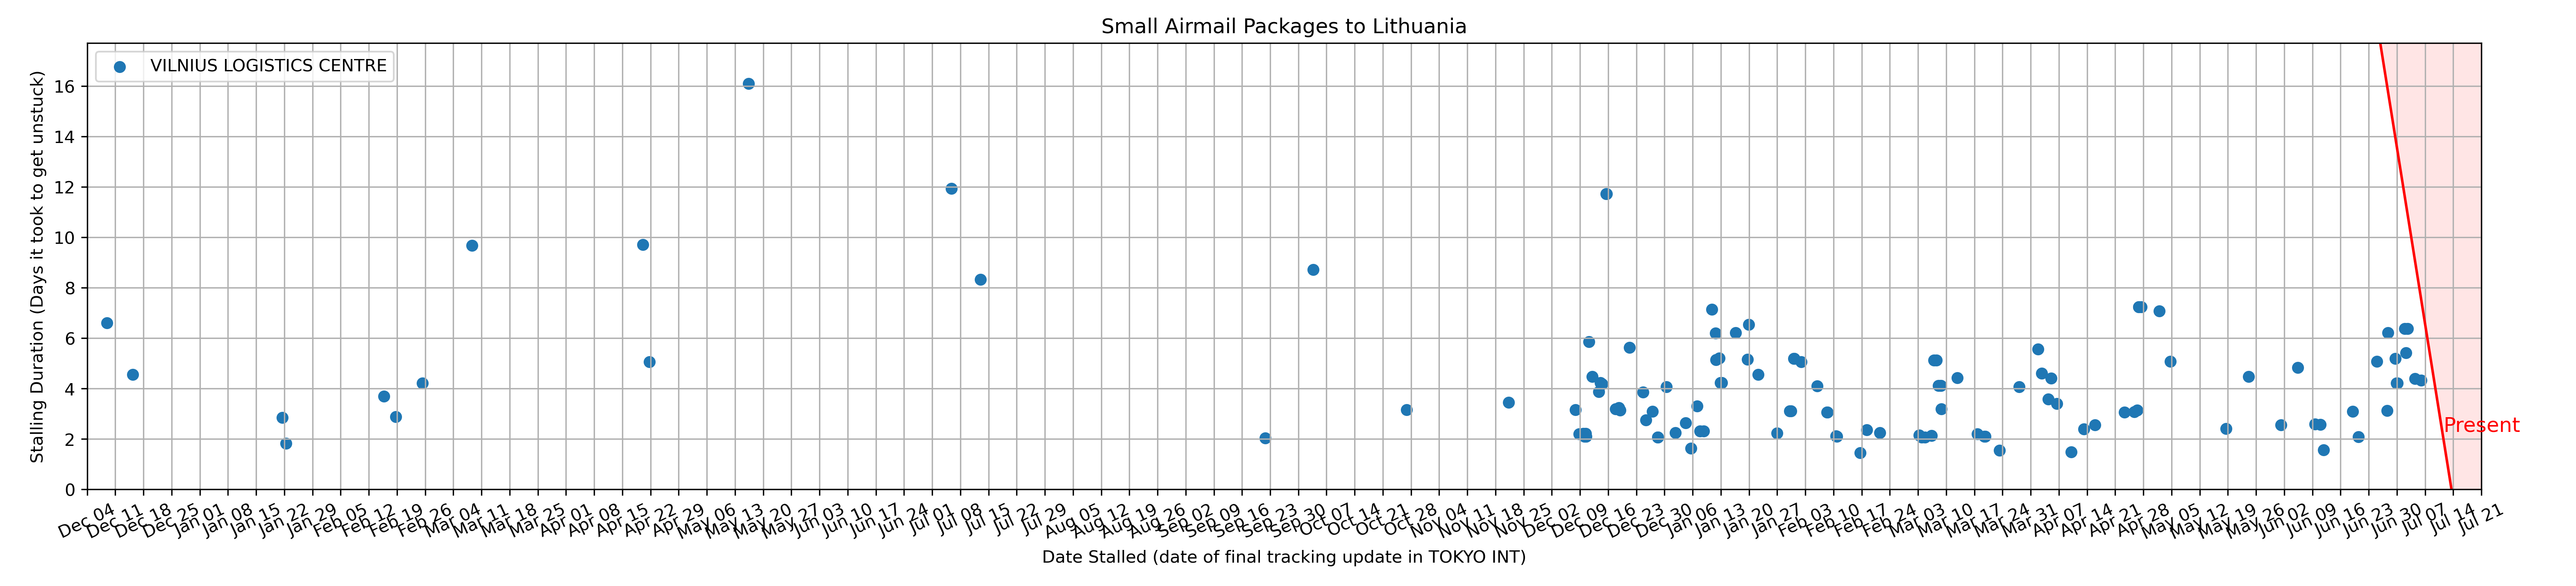 Small Airmail Packages to Lithuania
VILNIUS LOGISTICS CENTRE
Stalling Duration (Days it took to get unstuck)
16
14
12
10
8
6
4
2
0
Present
Dec 04
Dec 11
Dec 18
Dec 25
Jan 01
Jan 08
Jan 15
Jan 22
Jan 29
Feb 05
Feb 12
Feb 19
Feb 26
Mar 04
Mar 11
Mar 18
Mar 25
Apr 01
Apr 08
Apr 15
Apr 22
Apr 29
May 06
May 13
May 20
May 27
Jun 03
Jun 10
Jun 17
Jun 24
Jul 01
Jul 08
Jul 15
Jul 22
Jul 29
Aug 05
Aug 12
Aug 19
Aug 26
Sep 02
Sep 09
Sep 16
Sep 23
Sep 30
Oct 07
Oct 14
Oct 21
Oct 28
Nov 04
Nov 11
Nov 18
Nov 25
Dec 02
Dec 09
Dec 16
Dec 23
Dec 30
Jan 06
Jan 13
Jan 20
Jan 27
Feb 03
Feb 10
Feb 17
Feb 24
Mar 03
Mar 10
Mar 17
Mar 24
Mar 31
Apr 07
Apr 14
Apr 21
Apr 28
May 05
May 12
May 19
May 26
Jun 02
Jun 09
Jun 16
Jun 23
Jun 30
Jul 07
Jul 14
Jul 21
Date Stalled (date of final tracking update in TOKYO INT)